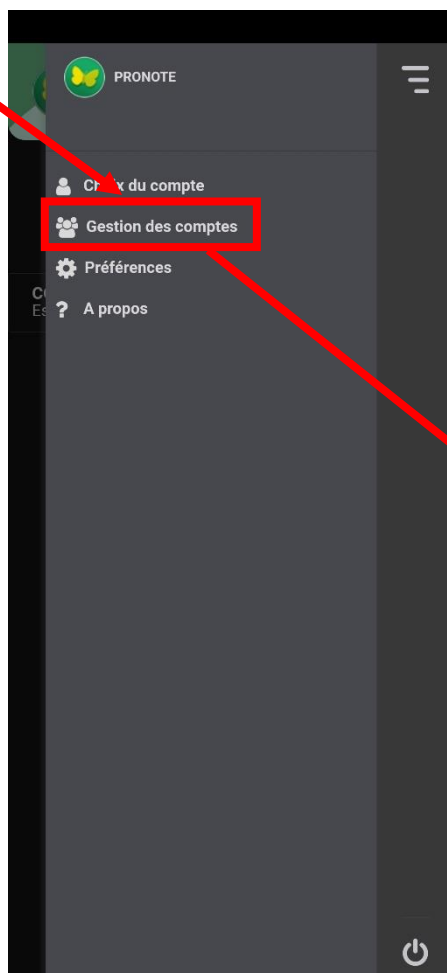 PRONOTE
Choix du compte
Gestion des comptes
Préférences
? A propos